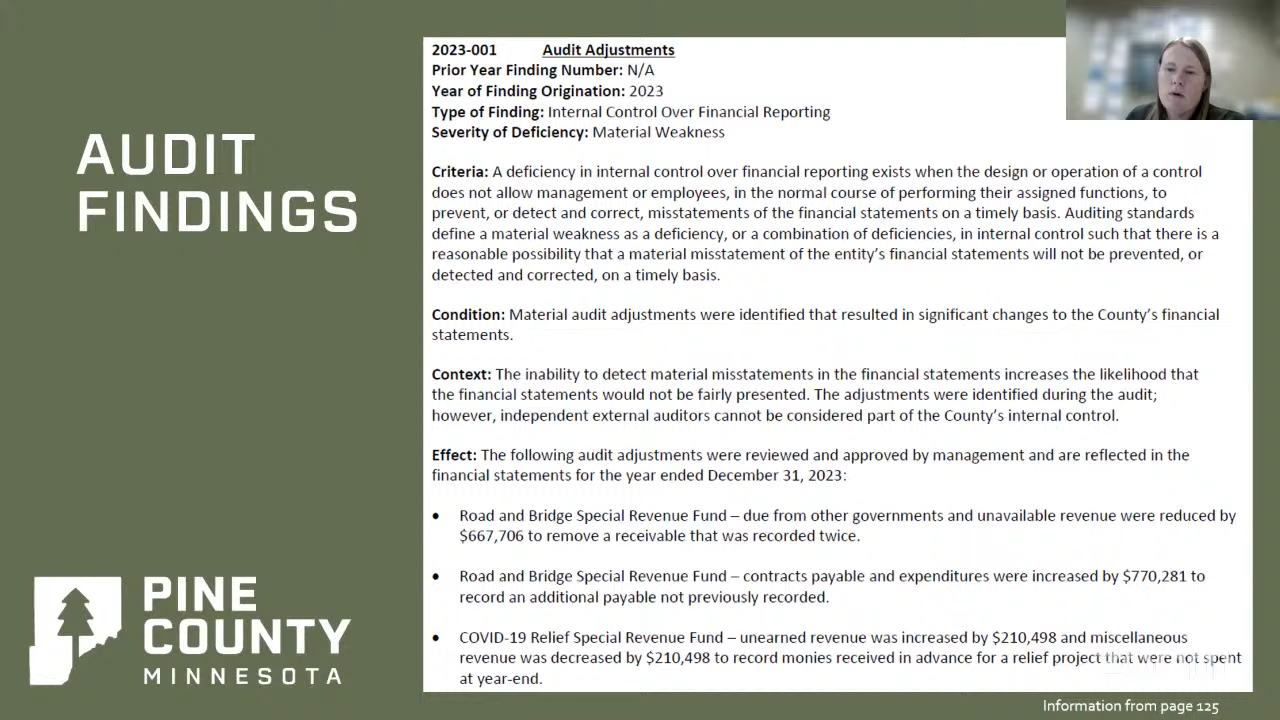 AUDIT
FINDINGS
2023-001 Audit Adjustments
Prior Year Finding Number: N/A
Year of Finding Origination: 2023
Type of Finding: Internal Control Over Financial Reporting
Severity of Deficiency: Material Weakness
Criteria: A deficiency in internal control over financial reporting exists when the design or operation of a control
does not allow management or employees, in the normal course of performing their assigned functions, to
prevent, or detect and correct, misstatements of the financial statements on a timely basis. Auditing standards
define a material weakness as a deficiency, or a combination of deficiencies, in internal control such that there is a
reasonable possibility that a material misstatement of the entity's financial statements will not be prevented, or
detected and corrected, on a timely basis.
Condition: Material audit adjustments were identified that resulted in significant changes to the County's financial
statements.
Context: The inability to detect material misstatements in the financial statements increases the likelihood that
the financial statements would not be fairly presented. The adjustments were identified during the audit;
however, independent external auditors cannot be considered part of the County's internal control.
Effect: The following audit adjustments were reviewed and approved by management and are reflected in the
financial statements for the year ended December 31, 2023:
• Road and Bridge Special Revenue Fund – due from other governments and unavailable revenue were reduced by
$667,706 to remove a receivable that was recorded twice.
• Road and Bridge Special Revenue Fund – contracts payable and expenditures were increased by $770,281 to
record an additional payable not previously recorded.
• COVID-19 Relief Special Revenue Fund – unearned revenue was increased by $210,498 and miscellaneous
revenue was decreased by $210,498 to record monies received in advance for a relief project that were not spent
at year-end.
PINE
COUNTY
MINNESOTA
Information from page 125